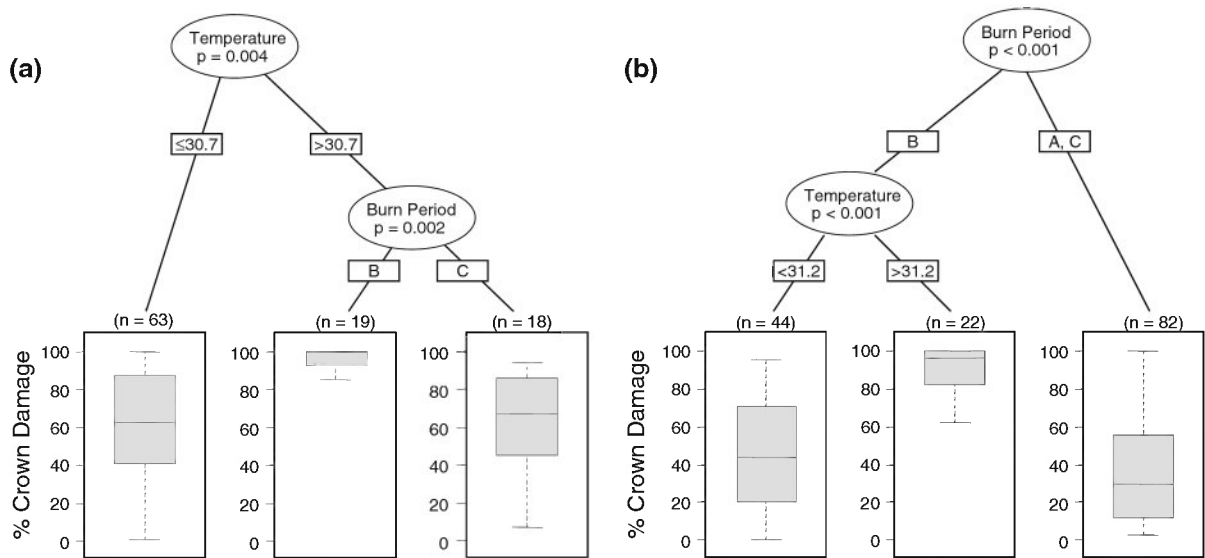 (a)
Temperature
p = 0.004
≤30.7
>30.7
Burn Period
p = 0.002
B
C
(n = 63)
(n = 19)
(n = 18)
% Crown Damage
100
80
60
40
20
0
100
80
60
40
20
0
100
80
60
40
20
0
(b)
Burn Period
p < 0.001
B
A, C
Temperature
p < 0.001
<31.2
>31.2
(n = 44)
(n = 22)
(n = 82)
% Crown Damage
100
80
60
40
20
0
100
80
60
40
20
0
100
80
60
40
20
0